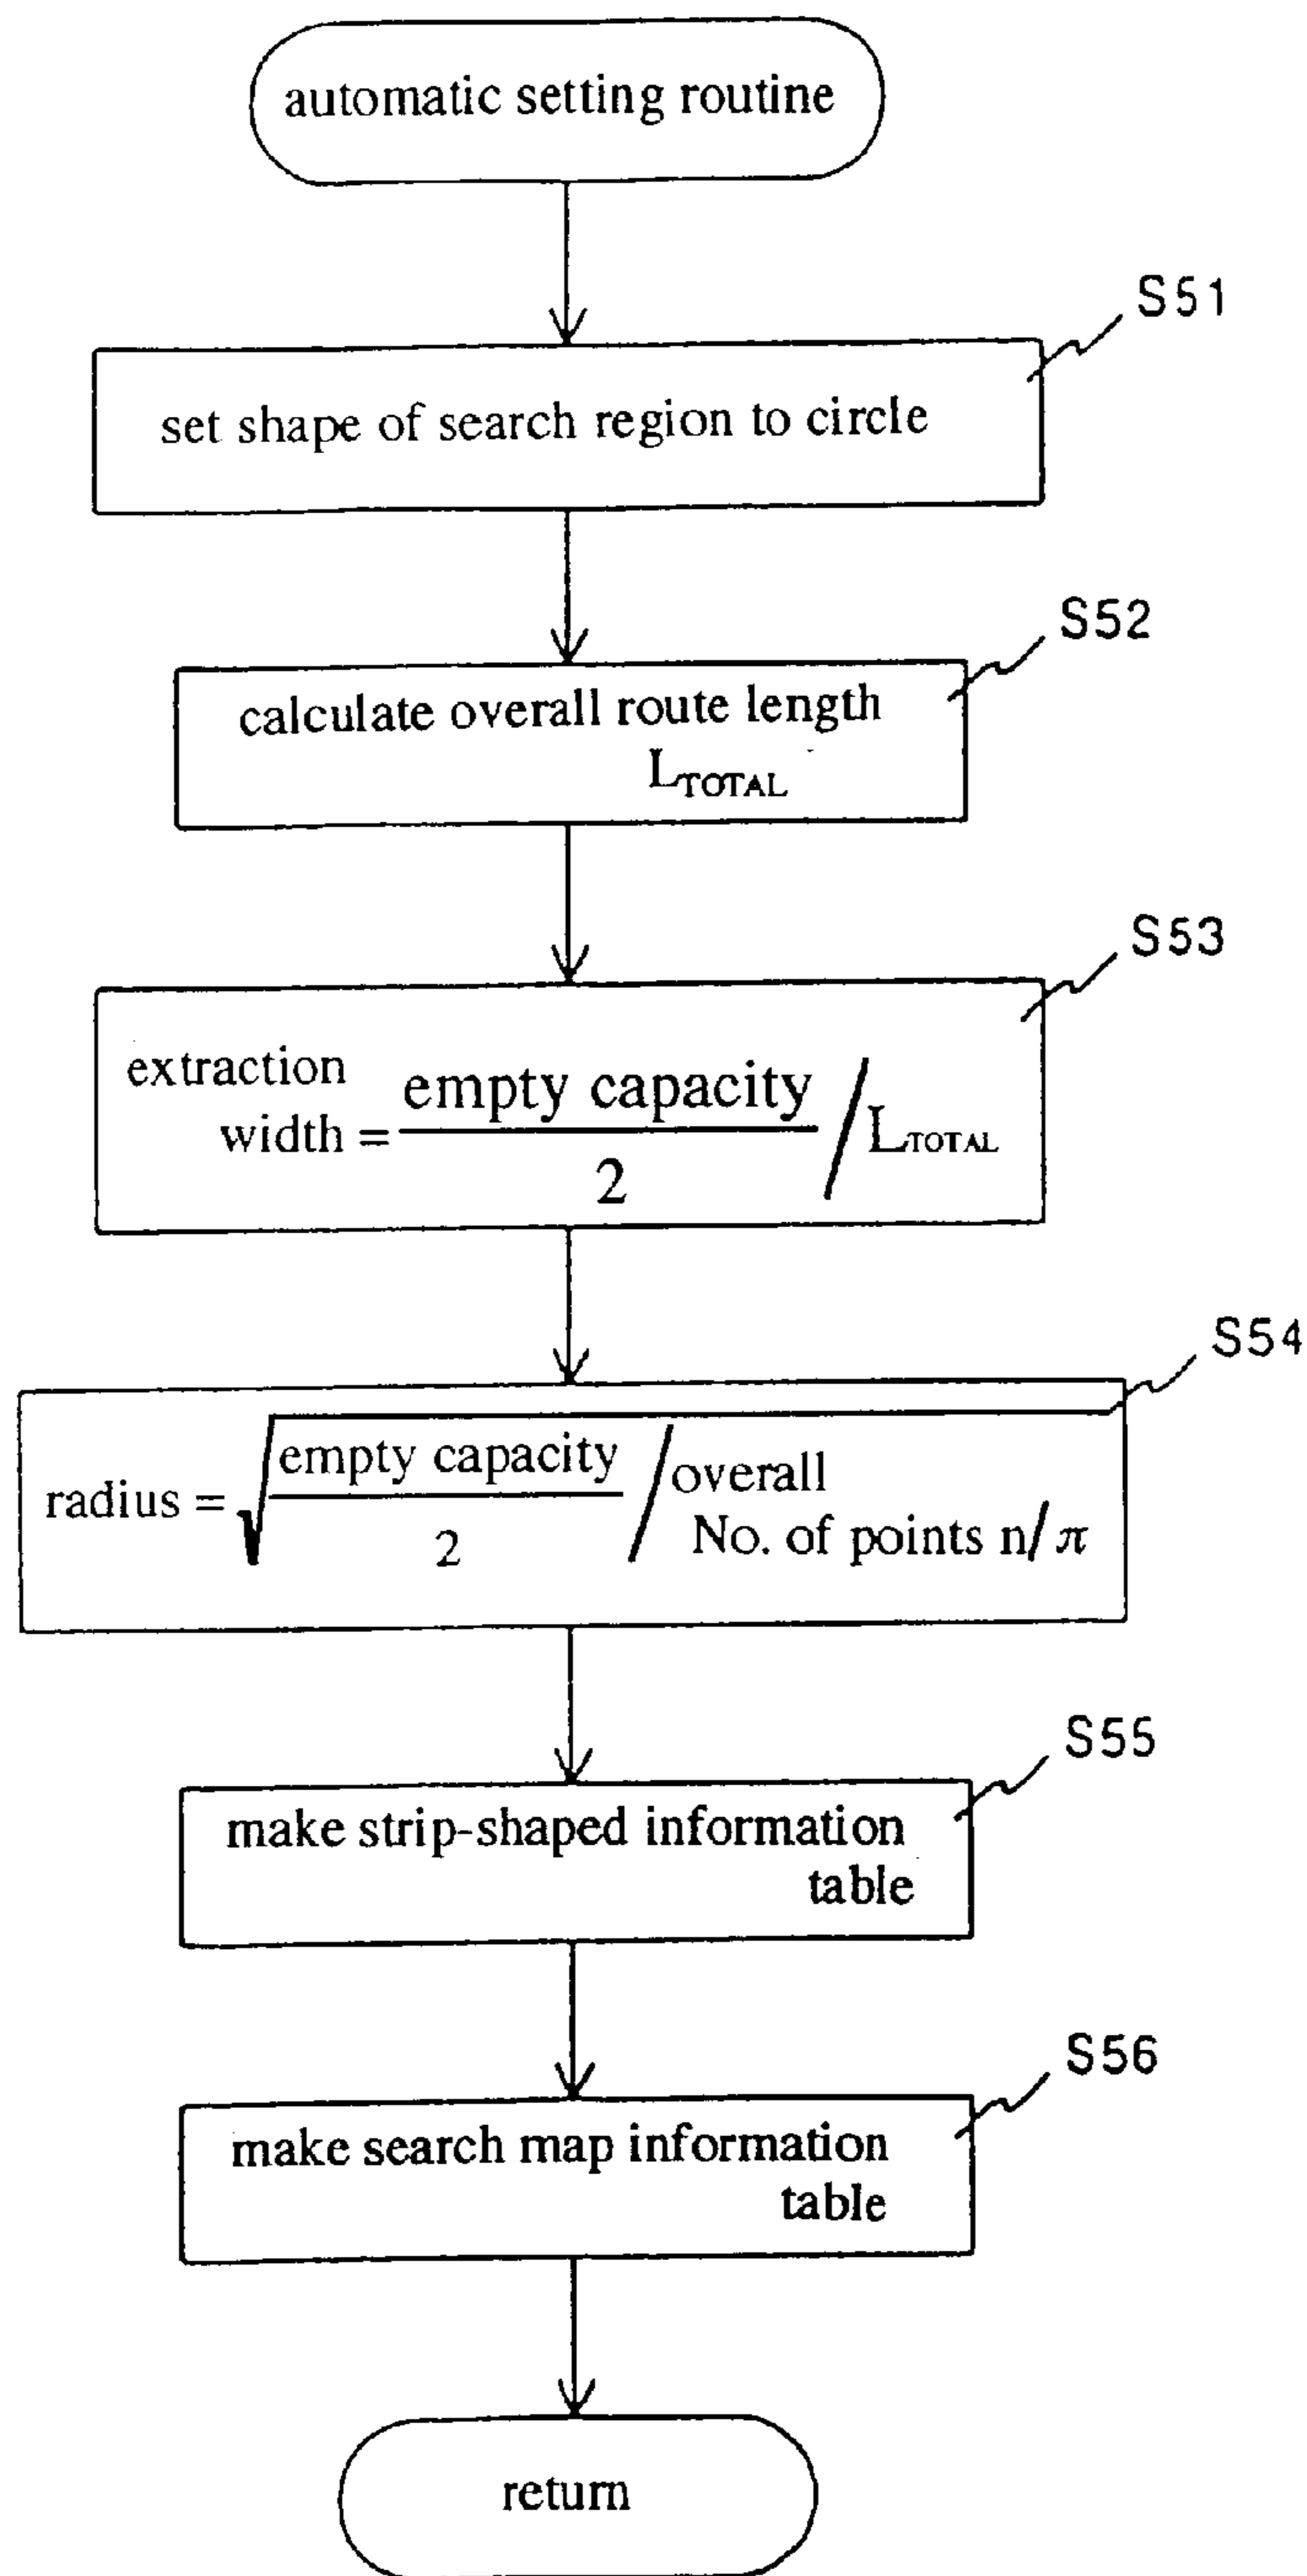 automatic setting routine
S51
set shape of search region to circle
S52
calculate overall route length
LTOTAL
S53
extraction
width = empty capacity / LTOTAL
2
S54
radius = √ empty capacity / overall
2
No. of points n/π
S55
make strip-shaped information
table
S56
make search map information
table
return